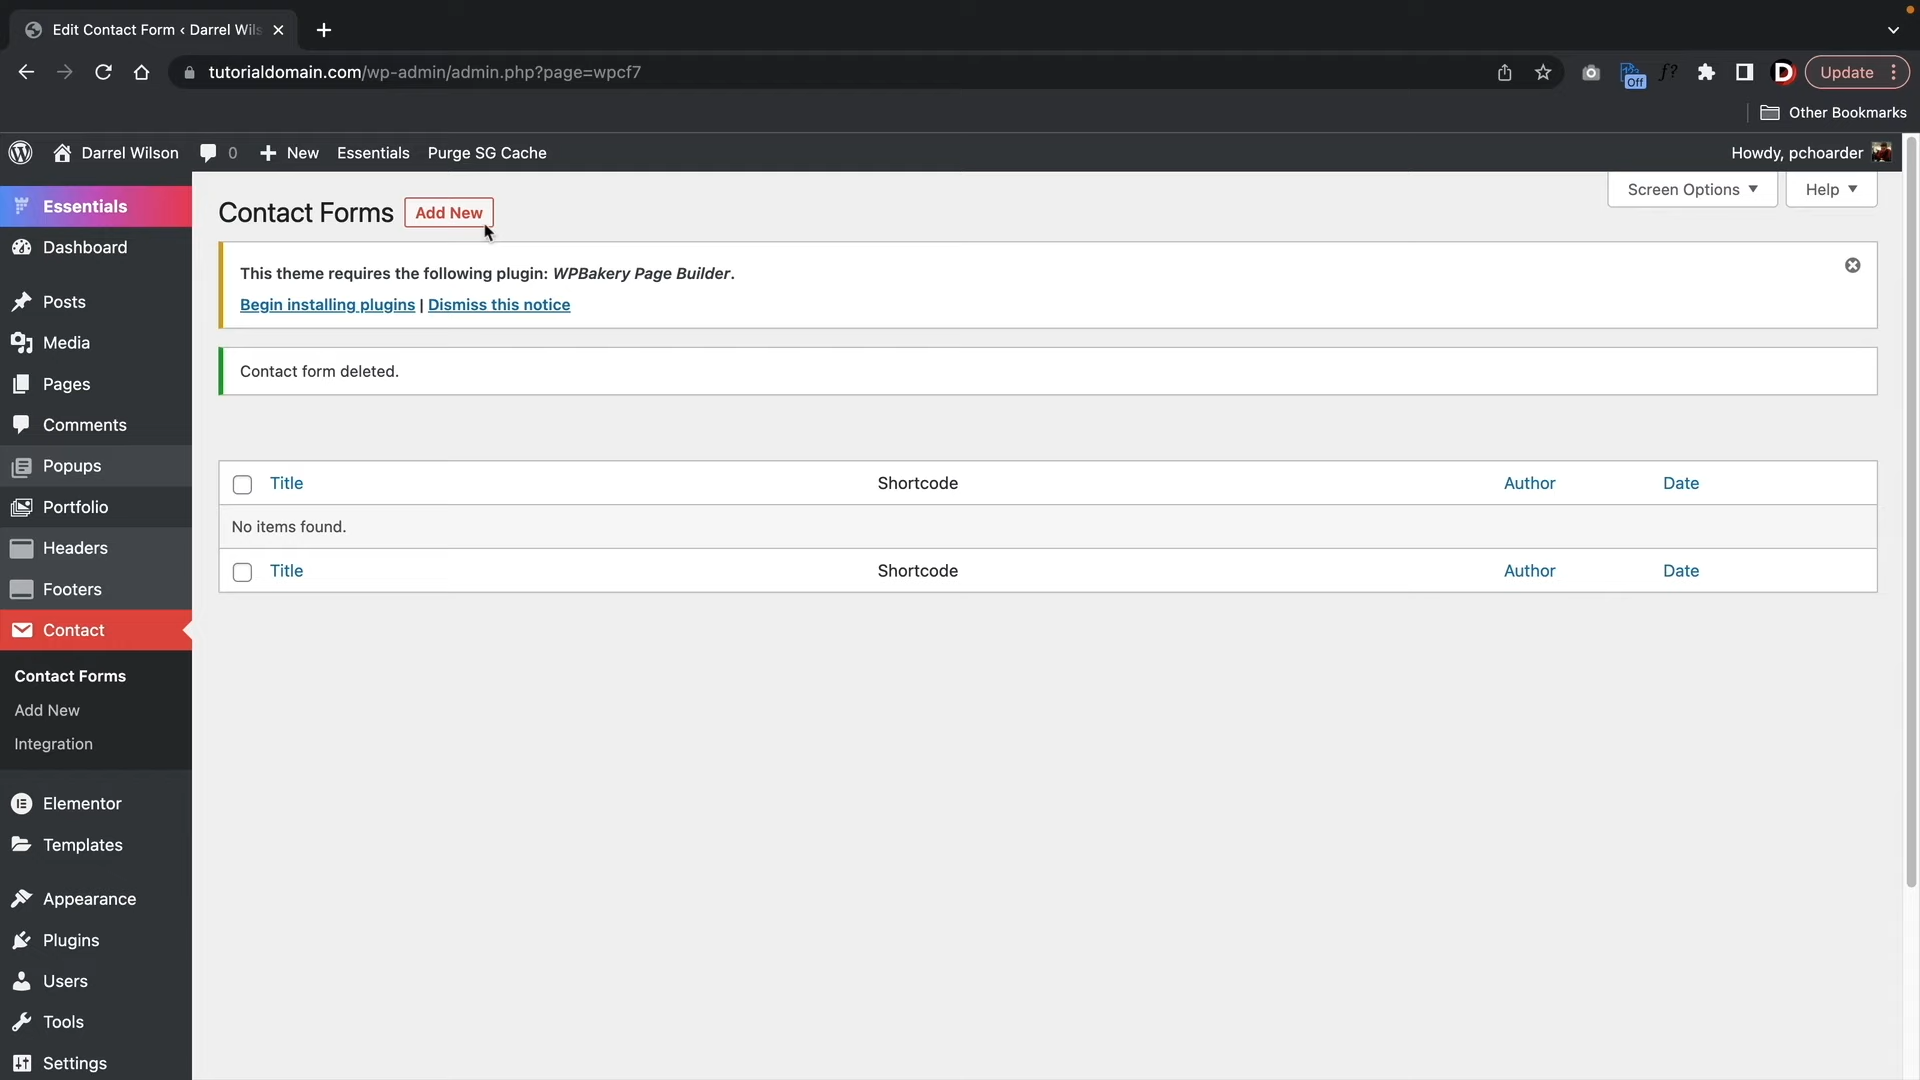 Edit Contact Form ‹ Darrel Wils
tutorialdomain.com/wp-admin/admin.php?page=wpcf7
Off
f?
D
Update
Other Bookmarks
Darrel Wilson
0
New
Essentials
Purge SG Cache
Howdy, pchoarder
Essentials
Dashboard
Posts
Media
Pages
Comments
Popups
Portfolio
Headers
Footers
Contact
Contact Forms
Add New
Integration
Elementor
Templates
Appearance
Plugins
Users
Tools
Settings
Screen Options
Help
Contact Forms
Add New
This theme requires the following plugin: WPBakery Page Builder.
Begin installing plugins | Dismiss this notice
Contact form deleted.
Title Shortcode Author Date
No items found.
Title Shortcode Author Date